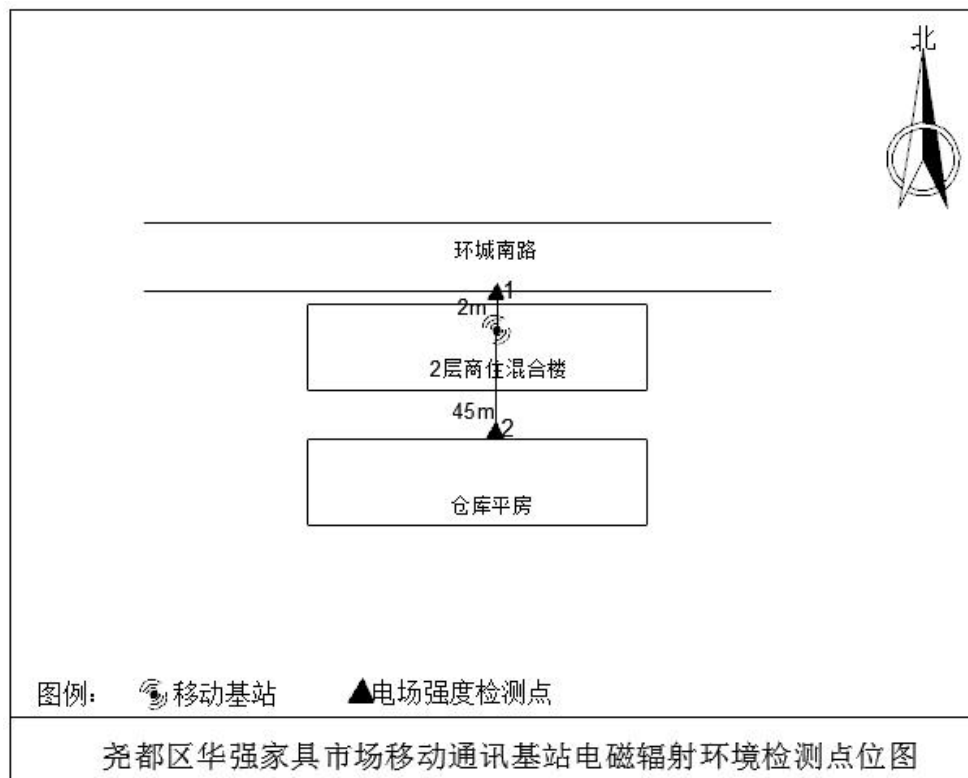 北
环城南路
1
2m
2层商住混合楼
45m
2
仓库平房
图例： 移动基站 电场强度检测点
尧都区华强家具市场移动通讯基站电磁辐射环境检测点位图